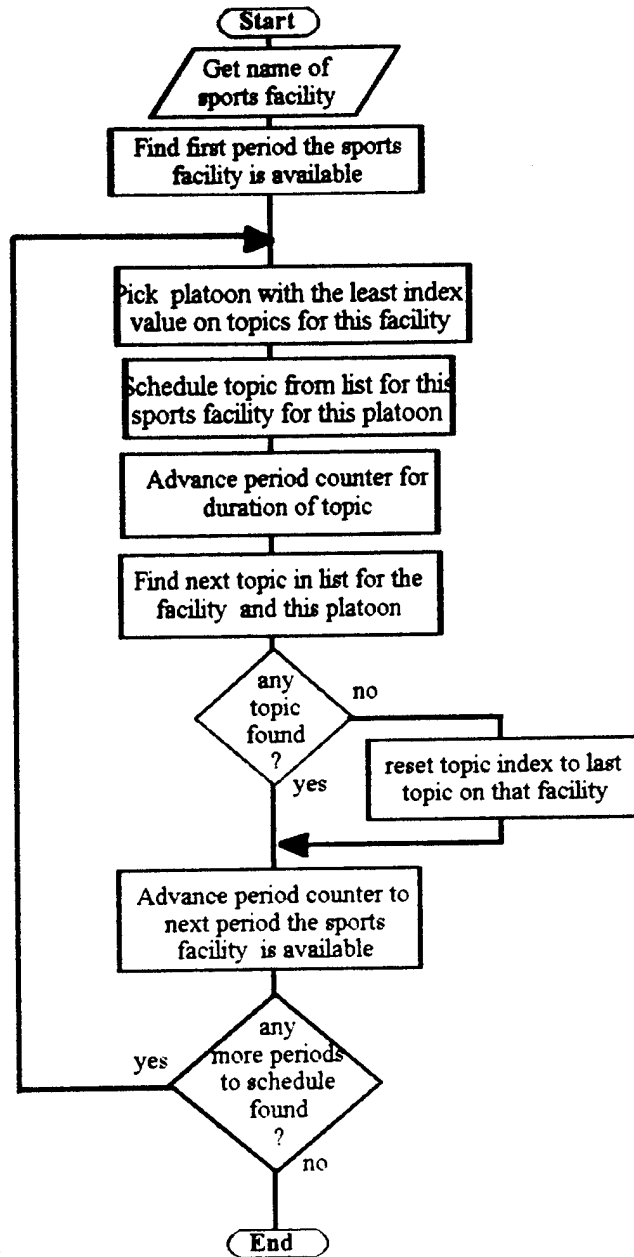 Start
Get name of
sports facility
Find first period the sports
facility is available
Pick platoon with the least index
value on topics for this facility
Schedule topic from list for this
sports facility for this platoon
Advance period counter for
duration of topic
Find next topic in list for the
facility and this platoon
any
topic
found
?
no
yes
reset topic index to last
topic on that facility
Advance period counter to
next period the sports
facility is available
any
more periods
to schedule
found
?
yes
no
End